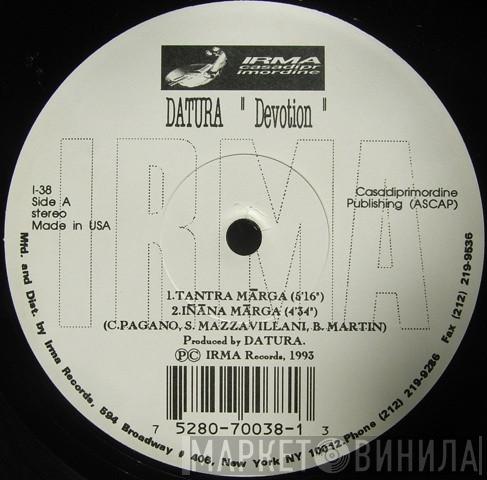 IRMA
casadipr
imordine
DATURA " Devotion "
IRMA
I-38
Side A
stereo
Made in USA
Casadiprimordine
Publishing (ASCAP)
1.TANTRA MĀRGA (5'16")
2.IÑĀNA MĀRGA (4'34")
(C.PAGANO, S. MAZZAVILLANI, B. MARTIN)
Produced by DATURA.
ⓅⒸ IRMA Records, 1993
7 5280-70038-1 3
Mfd. and Dist. by Irma Records, 594 Broadway # 406, New York NY 10012.Phone (212) 219-9286 Fax (212) 219-9536
МАРКЕТ ВИНИЛА